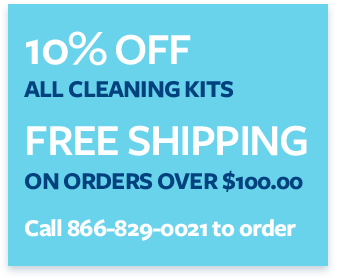 10% OFF
ALL CLEANING KITS
FREE SHIPPING
ON ORDERS OVER $100.00
Call 866-829-0021 to order